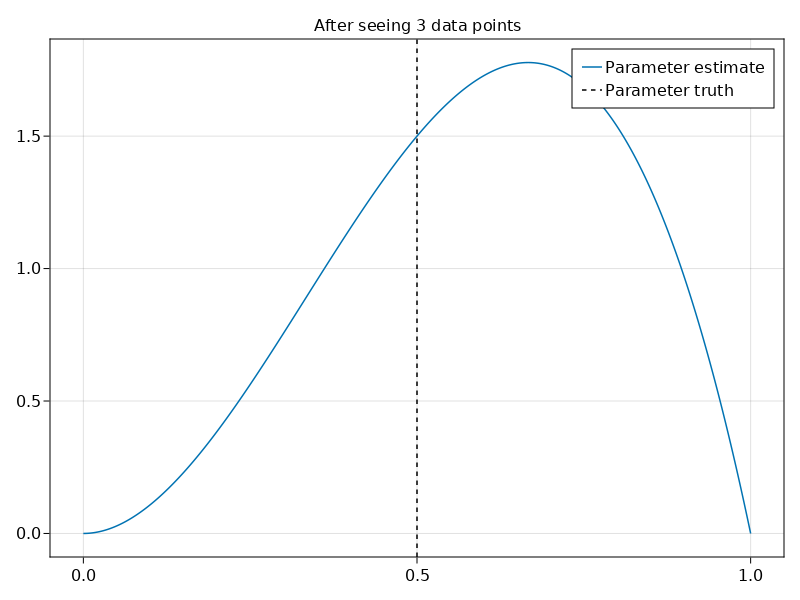 After seeing 3 data points
Parameter estimate
Parameter truth
1.5
1.0
0.5
0.0
0.0 0.5 1.0